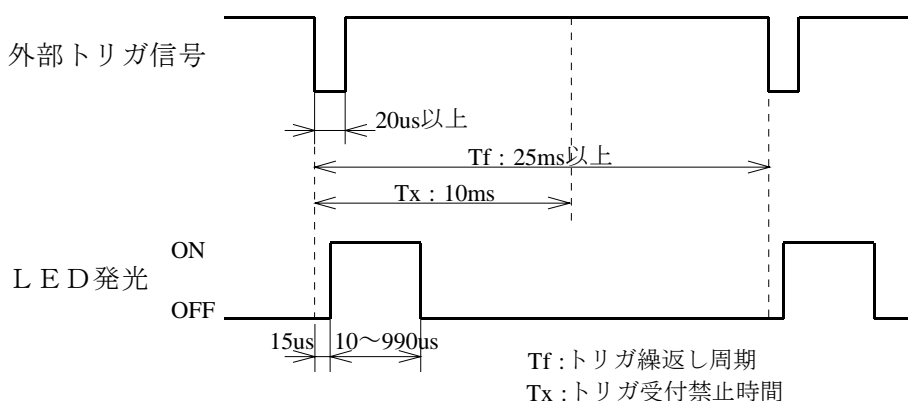 外部トリガ信号
20us以上
Tf : 25ms以上
Tx : 10ms
ON
ＬＥＤ発光
OFF
15us 10～990us
Tf :トリガ繰返し周期
Tx :トリガ受付禁止時間